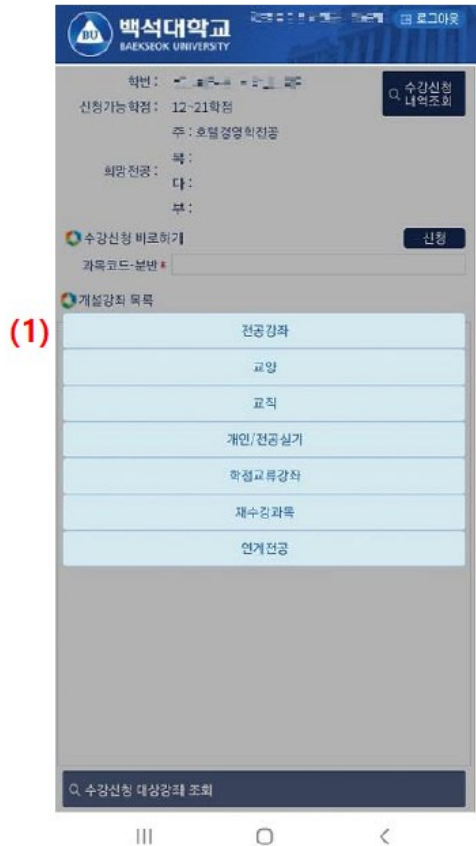 백석대학교
BAEKSEOK UNIVERSITY
로그아웃
학번 :
수강신청
내역조회
신청가능학점 : 12~21학점
주 : 호텔경영학전공
희망전공 :
복 :
다 :
부 :
수강신청 바로하기
신청
과목코드-분반 *
개설강좌 목록
(1)
전공강좌
교양
교직
개인/전공실기
학점교류강좌
재수강과목
연계전공
수강신청 대상강좌 조회